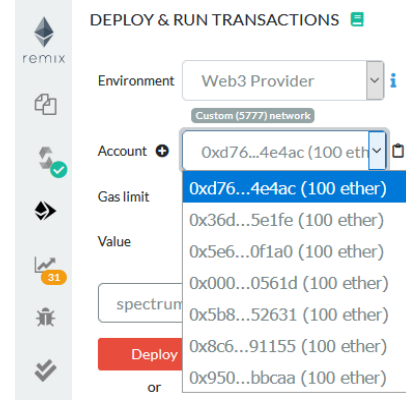 DEPLOY & RUN TRANSACTIONS
remix
Environment Web3 Provider i
Custom (5777) network
Account 0xd76...4e4ac (100 eth
0xd76...4e4ac (100 ether)
Gas limit
0x36d...5e1fe (100 ether)
Value
0x5e6...0f1a0 (100 ether)
31
0x000...0561d (100 ether)
spectrum
0x5b8...52631 (100 ether)
Deploy
0x8c6...91155 (100 ether)
or
0x950...bbcaa (100 ether)